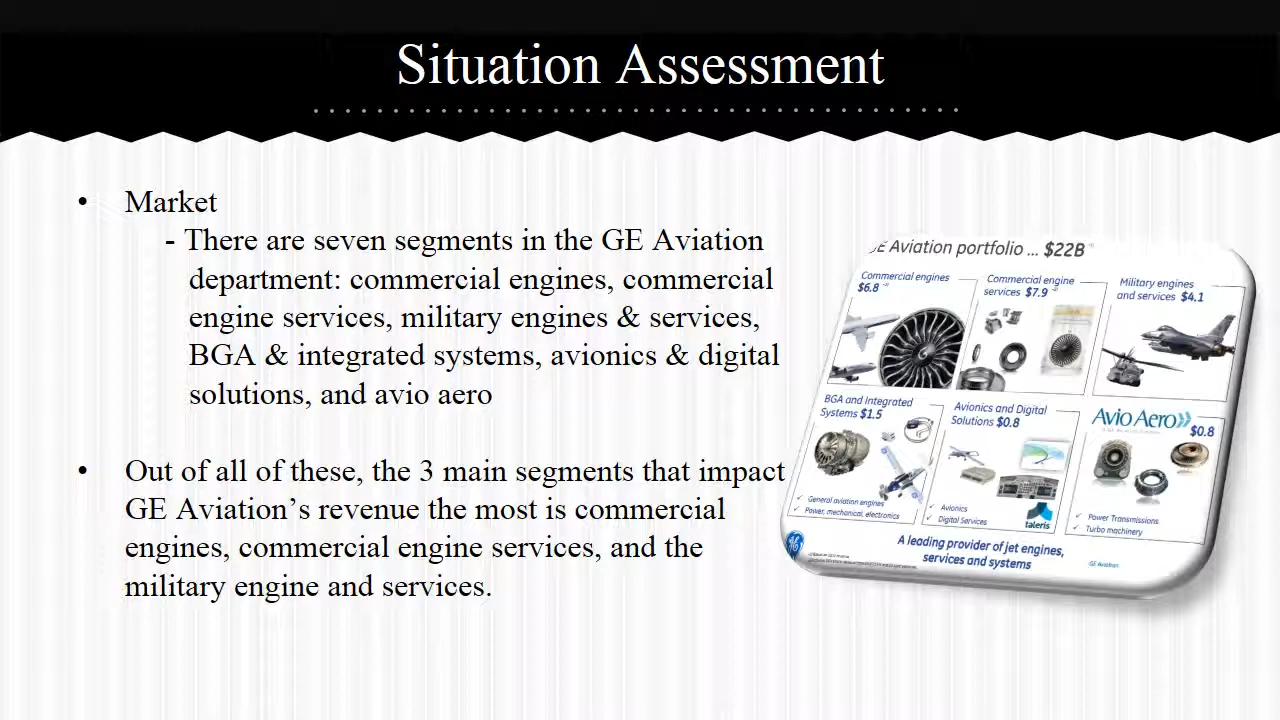 Situation Assessment
• Market
- There are seven segments in the GE Aviation
department: commercial engines, commercial
engine services, military engines & services,
BGA & integrated systems, avionics & digital
solutions, and avio aero
• Out of all of these, the 3 main segments that impact
GE Aviation’s revenue the most is commercial
engines, commercial engine services, and the
military engine and services.
GE Aviation portfolio ... $22B
Commercial engines
$6.8
Commercial engine
services $7.9
Military engines
and services $4.1
BGA and Integrated
Systems $1.5
✓ General aviation engines
✓ Power, mechanical, electronics
Avionics and Digital
Solutions $0.8
✓ Avionics
✓ Digital Services
taleris
Avio Aero
$0.8
✓ Power Transmissions
✓ Turbo machinery
A leading provider of jet engines,
services and systems
GE Aviation